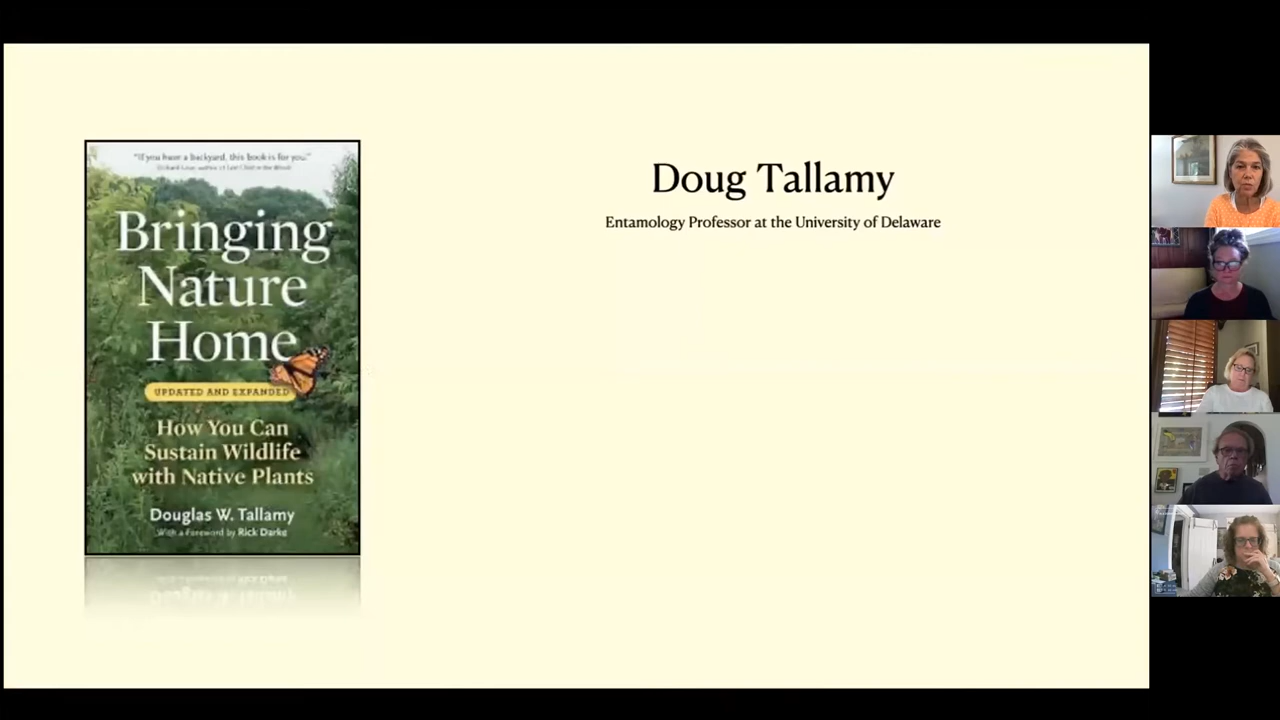 "If you have a backyard, this book is for you."
Bringing
Nature
Home
UPDATED AND EXPANDED
How You Can
Sustain Wildlife
with Native Plants
Douglas W. Tallamy
With a Foreword by Rick Darke
Doug Tallamy
Entamology Professor at the University of Delaware